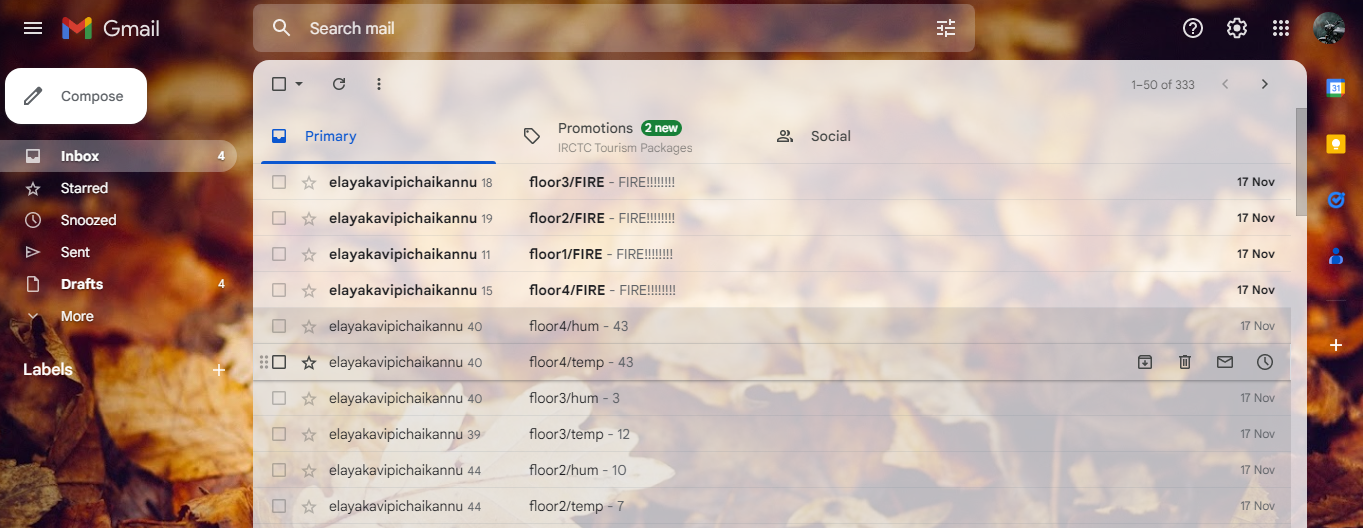 Gmail
Search mail
Compose
1–50 of 333
Primary
Promotions 2 new
IRCTC Tourism Packages
Social
Inbox 4
Starred
Snoozed
Sent
Drafts 4
More
Labels
elayakavipichaikannu 18 floor3/FIRE - FIRE!!!!!!!! 17 Nov
elayakavipichaikannu 19 floor2/FIRE - FIRE!!!!!!!! 17 Nov
elayakavipichaikannu 11 floor1/FIRE - FIRE!!!!!!!! 17 Nov
elayakavipichaikannu 15 floor4/FIRE - FIRE!!!!!!!! 17 Nov
elayakavipichaikannu 40 floor4/hum - 43 17 Nov
elayakavipichaikannu 40 floor4/temp - 43
elayakavipichaikannu 40 floor3/hum - 3 17 Nov
elayakavipichaikannu 39 floor3/temp - 12 17 Nov
elayakavipichaikannu 44 floor2/hum - 10 17 Nov
elayakavipichaikannu 44 floor2/temp - 7 17 Nov
31